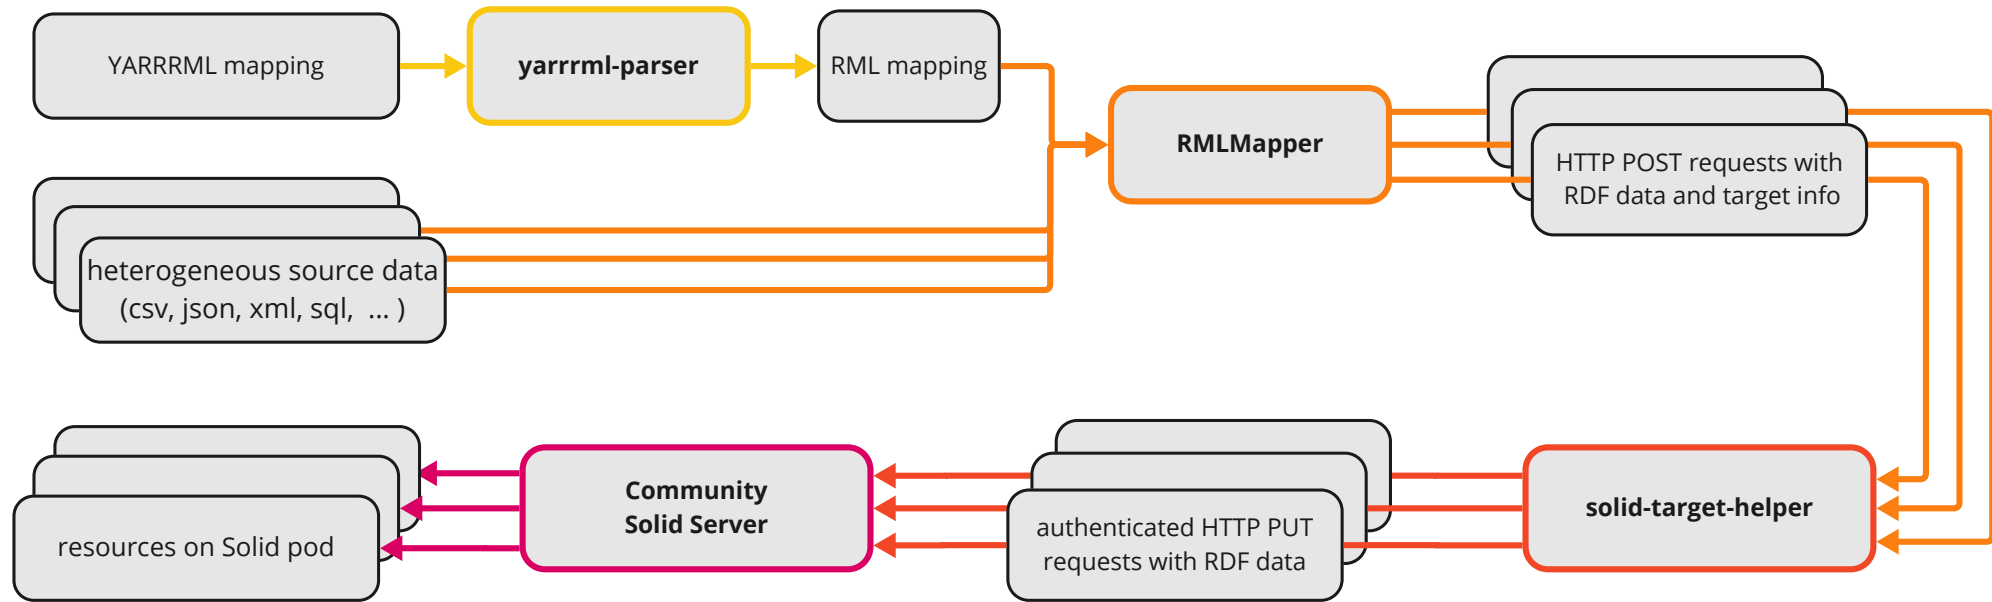 YARRRML mapping
yarrrml-parser
RML mapping
RMLMapper
HTTP POST requests with
RDF data and target info
heterogeneous source data
(csv, json, xml, sql,  ... )
resources on Solid pod
Community
Solid Server
authenticated HTTP PUT
requests with RDF data
solid-target-helper